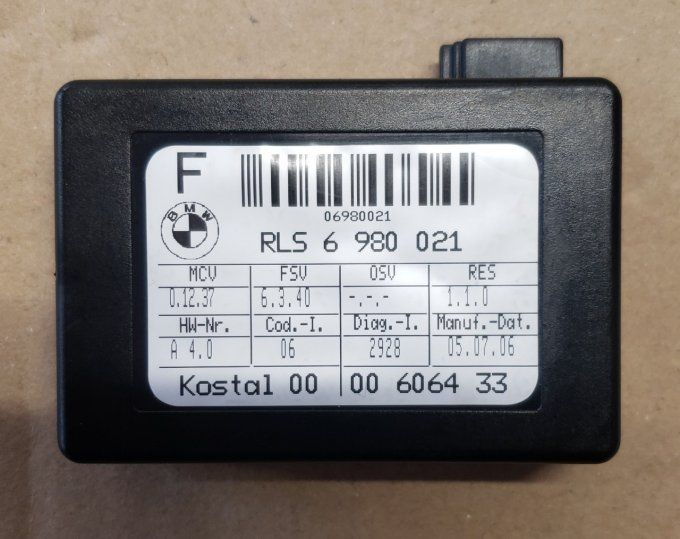 F
06980021
BMW
RLS 6 980 021
MCV FSV OSV RES
0.12.37 6.3.40 -.-.- 1.1.0
HW-Nr. Cod.-I. Diag.-I. Manuf.-Dat.
A 4.0 06 2928 05.07.06
Kostal 00 00 6064 33